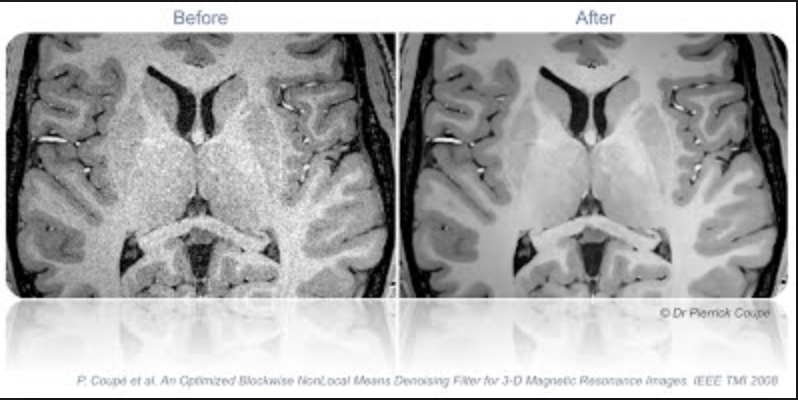 Before
After
© Dr Pierrick Coupé
P. Coupé et al. An Optimized Blockwise NonLocal Means Denoising Filter for 3-D Magnetic Resonance Images. IEEE TMI 2008